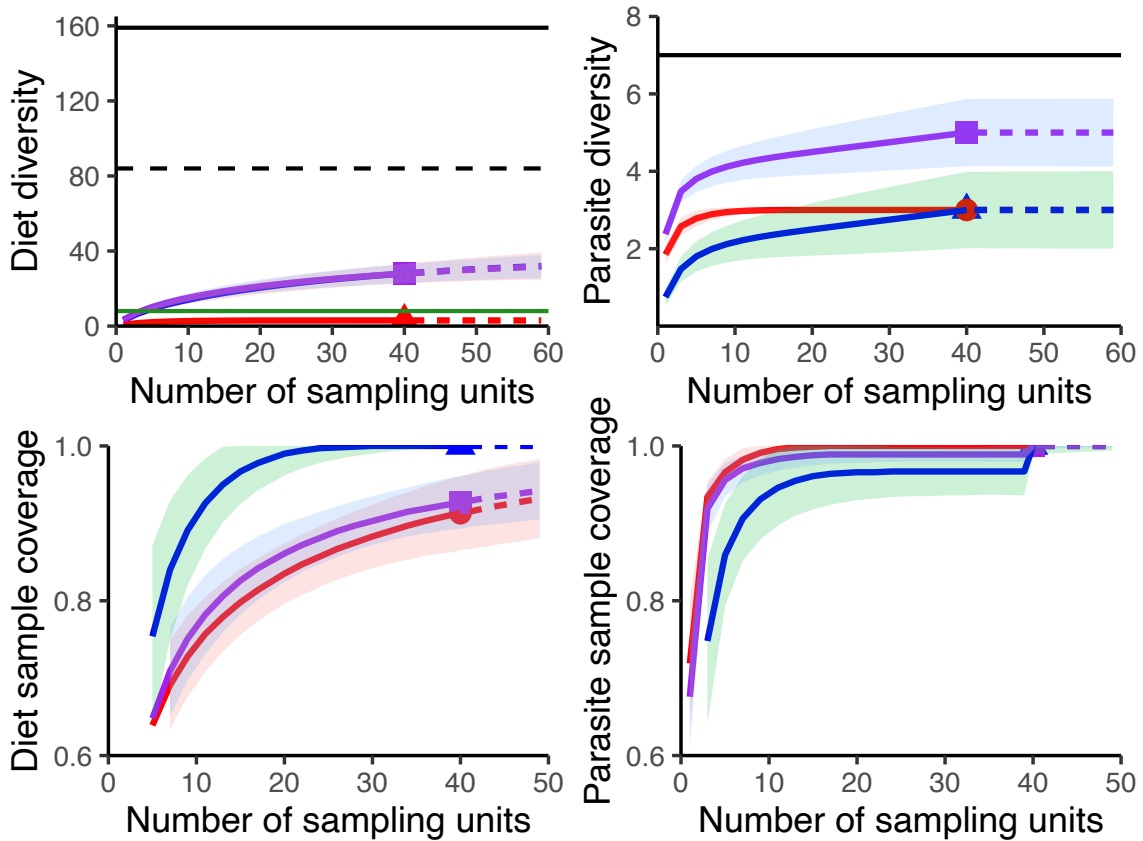 Diet diversity
160
120
80
40
0
0 10 20 30 40 50 60
Number of sampling units
Parasite diversity
8
6
4
2
0 10 20 30 40 50 60
Number of sampling units
Diet sample coverage
1.0
0.8
0.6
0 10 20 30 40 50
Number of sampling units
Parasite sample coverage
1.0
0.8
0.6
0 10 20 30 40 50
Number of sampling units